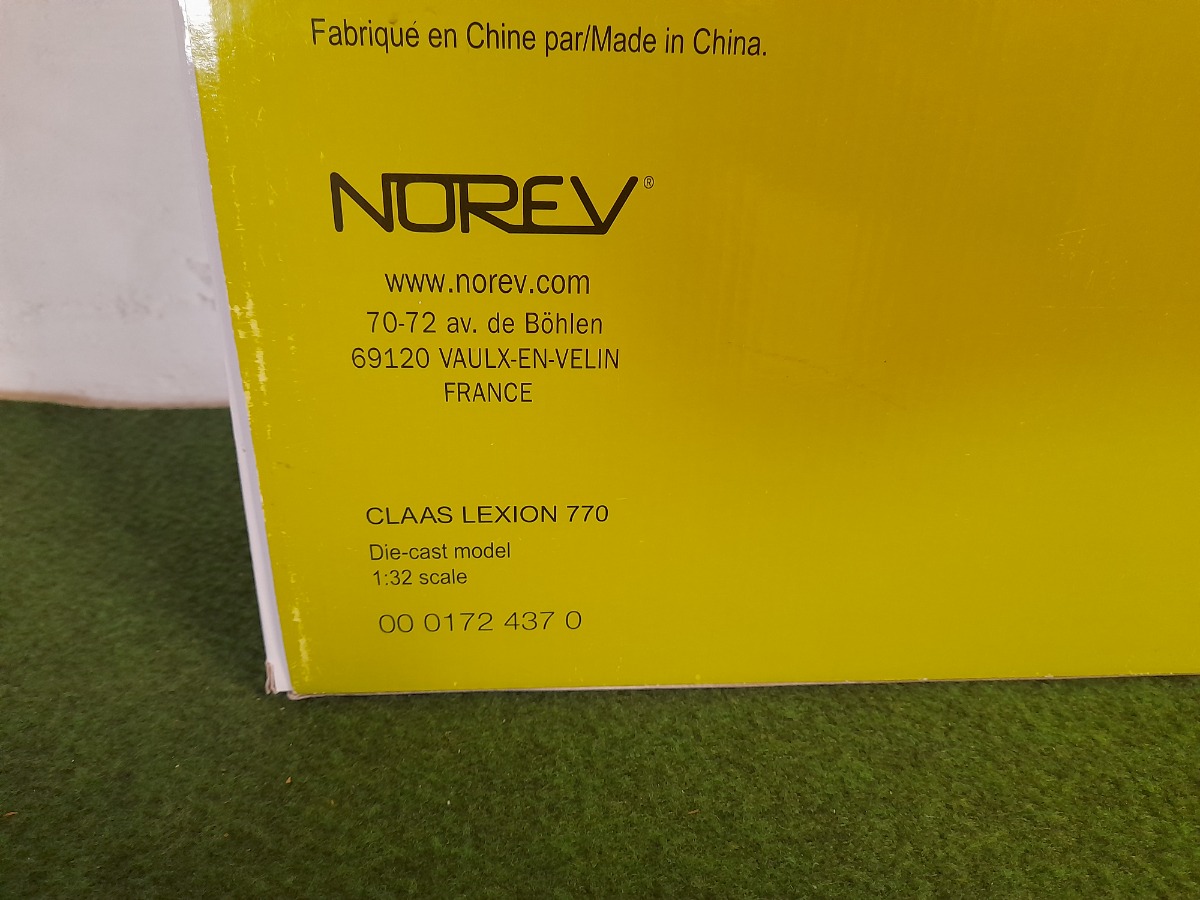 Fabriqué en Chine par/Made in China.
NOREV®
www.norev.com
70-72 av. de Böhlen
69120 VAULX-EN-VELIN
FRANCE
CLAAS LEXION 770
Die-cast model
1:32 scale
00 0172 437 0